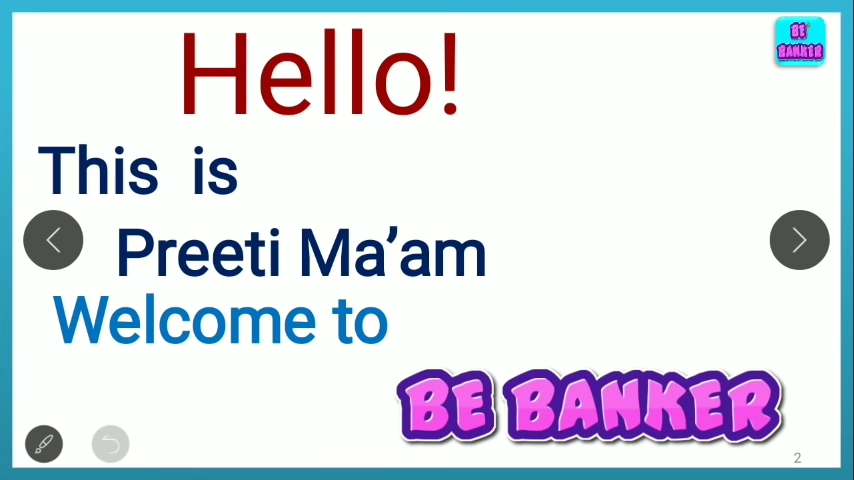 BE
BANKER
Hello!
This is
Preeti Ma’am
Welcome to
BE BANKER
2